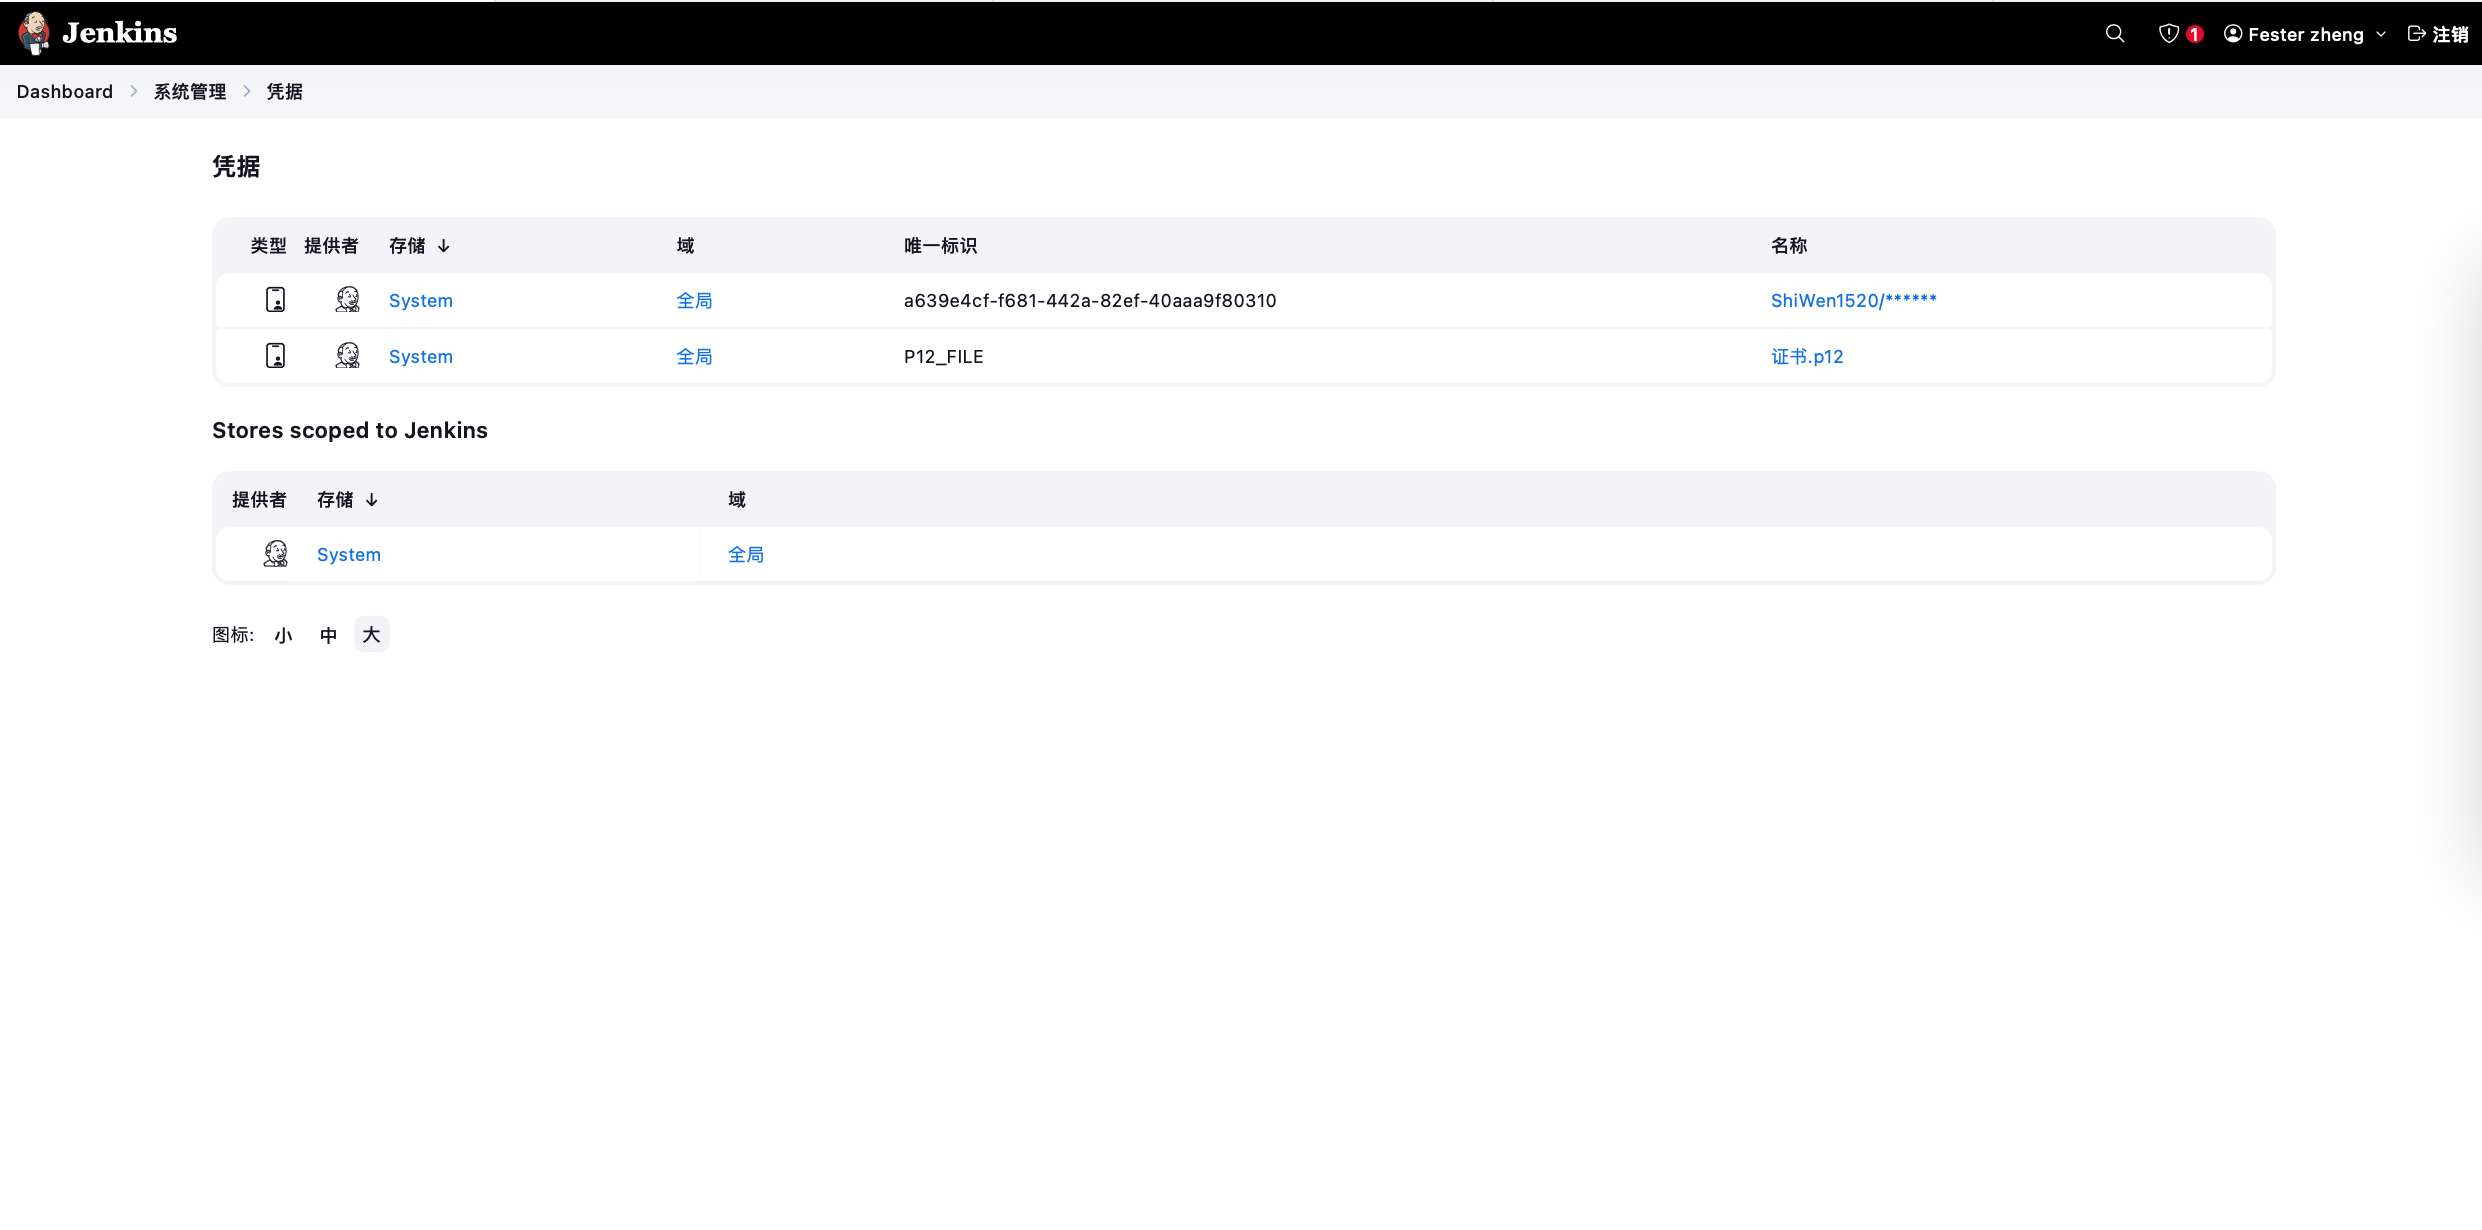 Jenkins
1 Fester zheng 注销
Dashboard 系统管理 凭据
凭据
类型 提供者 存储 ↓ 域 唯一标识 名称
System 全局 a639e4cf-f681-442a-82ef-40aaa9f80310 ShiWen1520/******
System 全局 P12_FILE 证书.p12
Stores scoped to Jenkins
提供者 存储 ↓ 域
System 全局
图标: 小 中 大